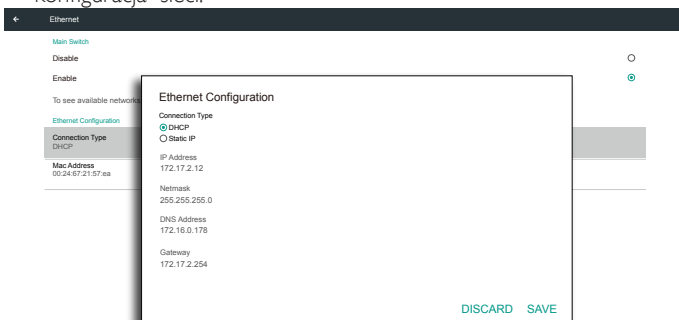 konfiguracja sieci.
Ethernet
Main Switch
Disable
Enable
To see available networks
Ethernet Configuration
Connection Type
DHCP
Mac Address
00:24:67:21:57:ea
Ethernet Configuration
Connection Type
DHCP
Static IP
IP Address
172.17.2.12
Netmask
255.255.255.0
DNS Address
172.16.0.178
Gateway
172.17.2.254
DISCARD SAVE